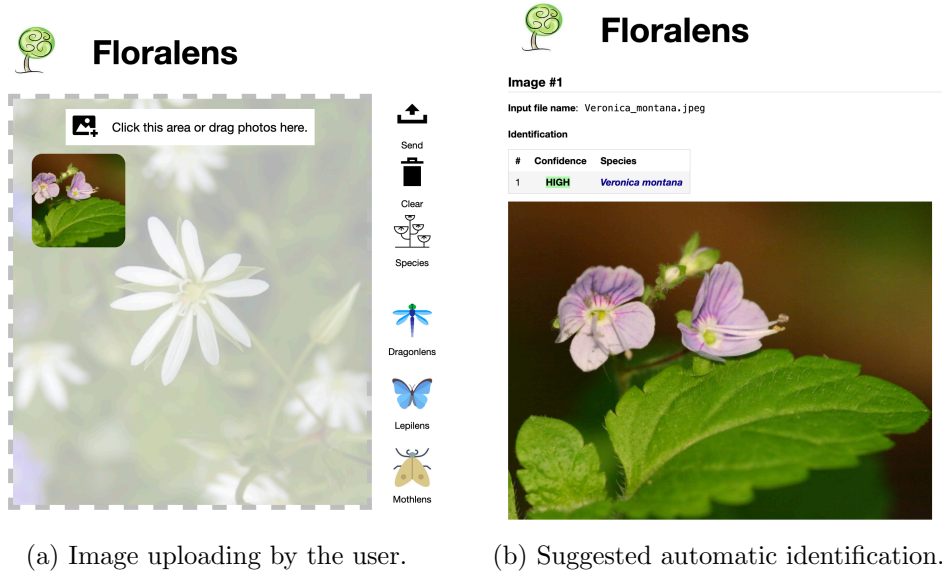 Floralens
Click this area or drag photos here.
Send
Clear
Species
Dragonlens
Lepilens
Mothlens
(a) Image uploading by the user.
Floralens
Image #1
Input file name: Veronica_montana.jpeg
Identification
# Confidence Species
1 HIGH Veronica montana
(b) Suggested automatic identification.